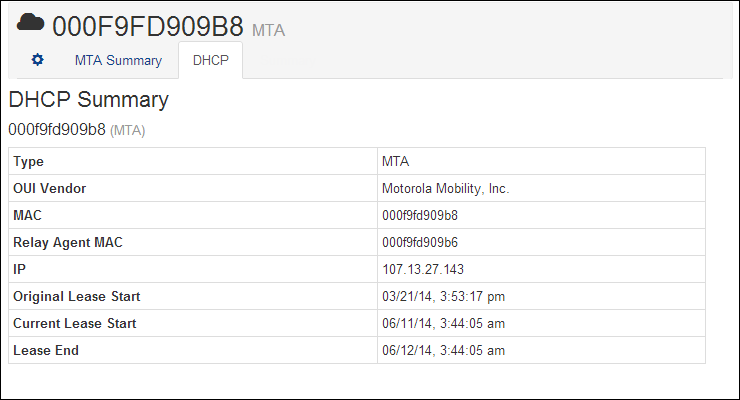 000F9FD909B8 MTA
MTA Summary DHCP
DHCP Summary
000f9fd909b8 (MTA)
Type MTA
OUI Vendor Motorola Mobility, Inc.
MAC 000f9fd909b8
Relay Agent MAC 000f9fd909b6
IP 107.13.27.143
Original Lease Start 03/21/14, 3:53:17 pm
Current Lease Start 06/11/14, 3:44:05 am
Lease End 06/12/14, 3:44:05 am